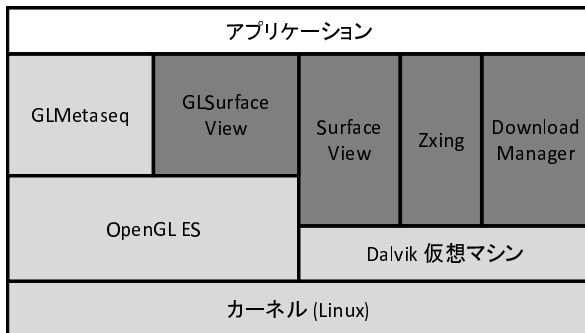 アプリケーション
GLMetaseq
GLSurface
View
Surface
View
Zxing
Download
Manager
OpenGL ES
Dalvik 仮想マシン
カーネル (Linux)